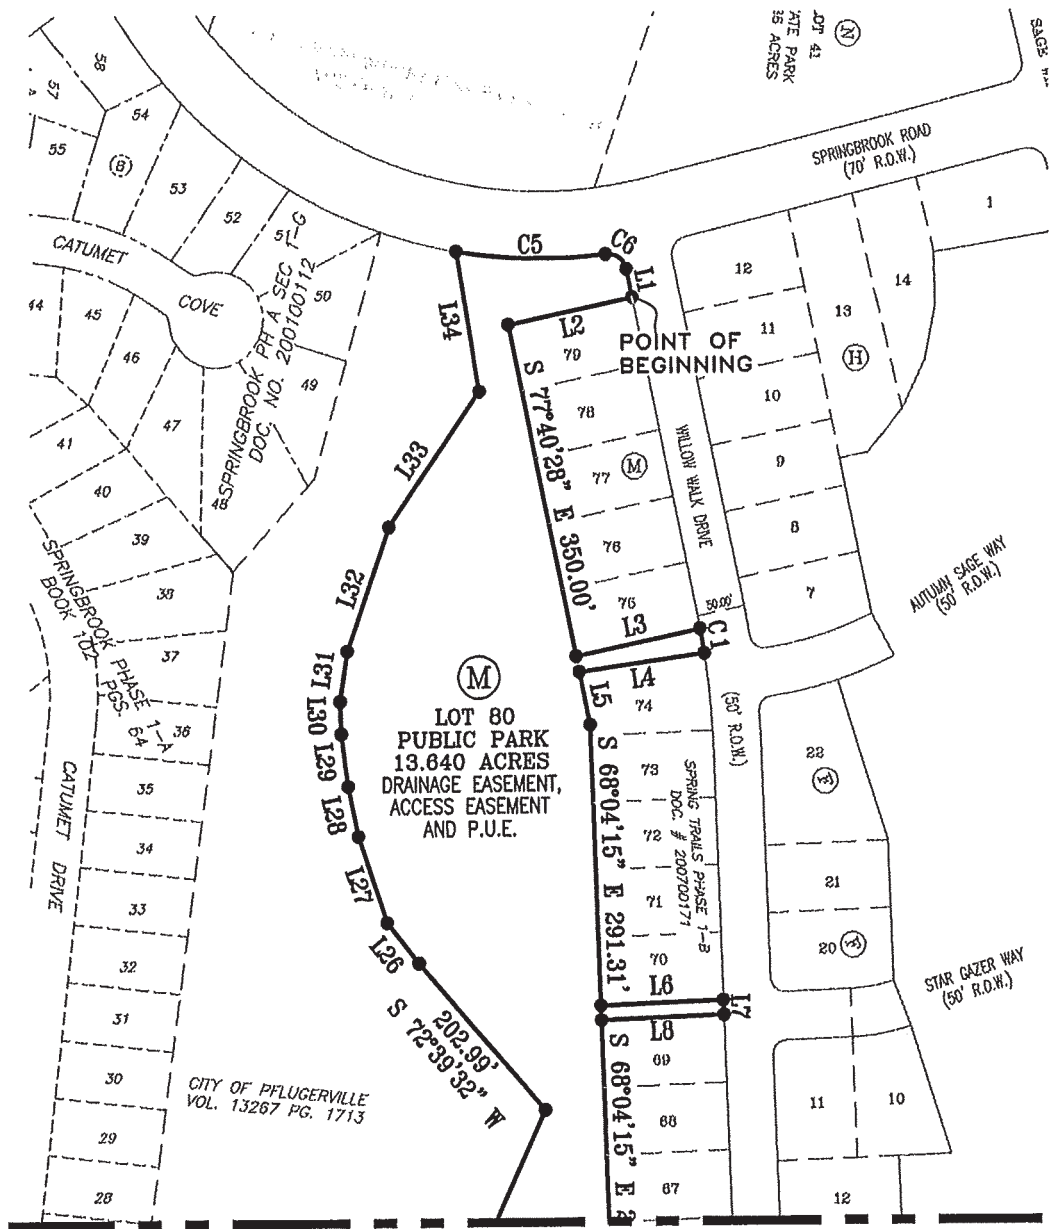 LOT 41
ATE PARK
35 ACRES
N
SPRINGBROOK ROAD
(70' R.O.W.)
58
57
54
55
B
53
52
51
50
CATUMET
COVE
44
45
46
47
48
49
41
40
39
38
37
36
35
34
33
32
31
30
29
28
SPRINGBROOK PH A SEC 1-G
DOC. NO. 200100112
SPRINGBROOK PHASE 1-A
BOOK 102 PGS. 64
CATUMET DRIVE
CITY OF PFLUGERVILLE
VOL. 13267 PG. 1713
C5
C6
L1
L2
L34
L33
L32
L31
L30
L29
L28
L27
L26
202.99'
S 72°39'32" W
POINT OF
BEGINNING
S 77°40'28" E 350.00'
79
78
77
M
76
76
WILLOW WALK DRIVE
50.00'
L3
C1
L4
L5
M
LOT 80
PUBLIC PARK
13.640 ACRES
DRAINAGE EASEMENT,
ACCESS EASEMENT
AND P.U.E.
74
73
72
71
70
SPRING TRAILS PHASE 1-B
DOC. # 200700171
(50' R.O.W.)
S 68°04'15" E 291.31'
L6
L7
L8
S 68°04'15" E
69
68
67
1
14
13
12
H
11
10
9
8
7
AUTUMN SAGE WAY
(50' R.O.W.)
22
F
21
20
F
STAR GAZER WAY
(50' R.O.W.)
11
10
12